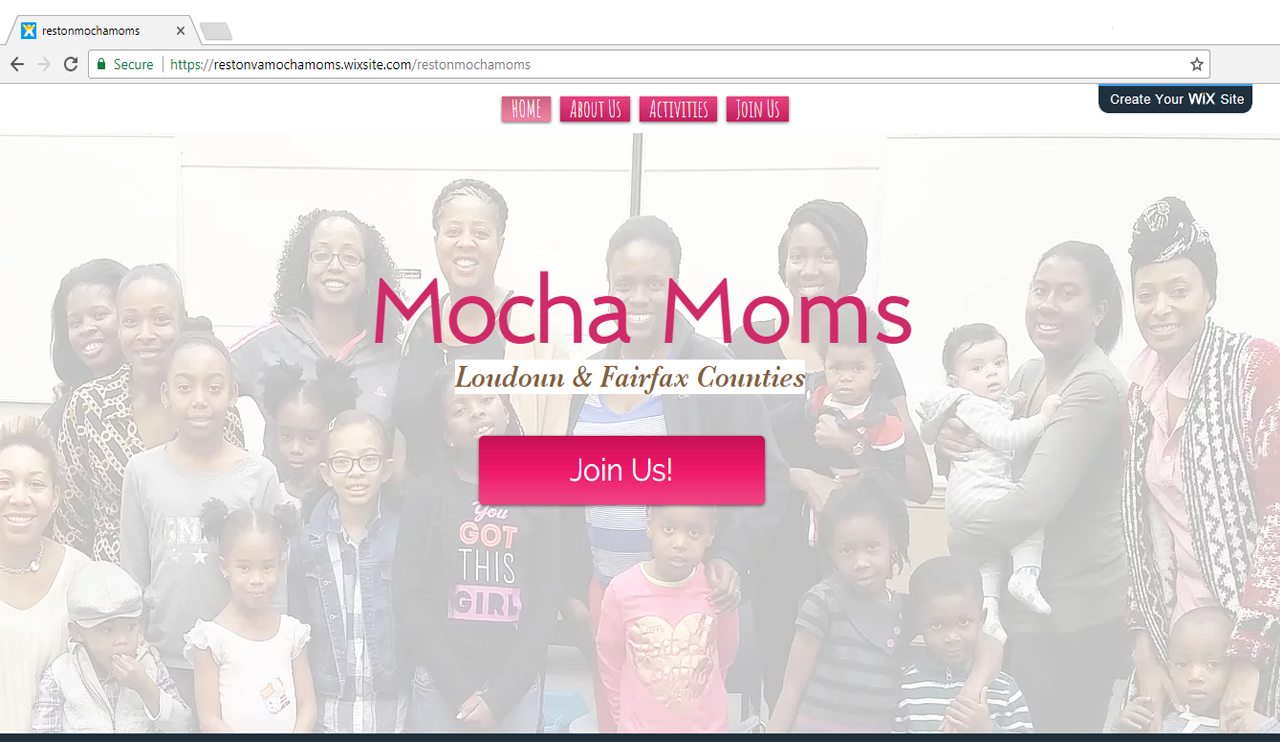 restonmochamoms
Secure https://restonvamochamoms.wixsite.com/restonmochamoms
HOME About Us Activities Join Us
Create Your WiX Site
Mocha Moms
Loudoun & Fairfax Counties
Join Us!
You
GOT
THIS
GIRL